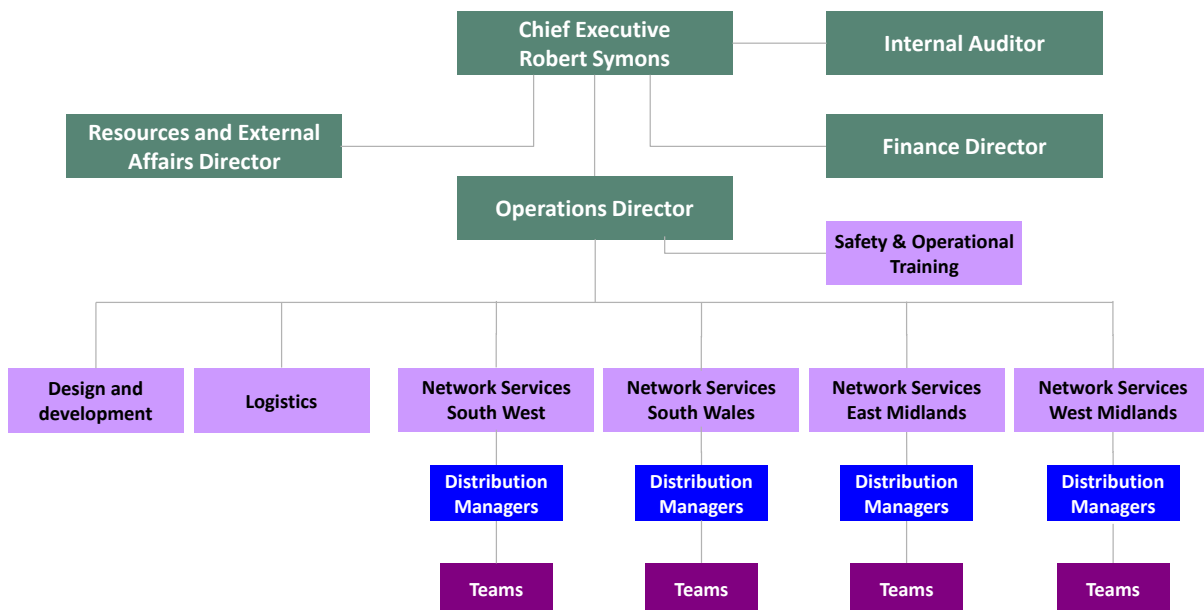 Chief Executive
Robert Symons
Internal Auditor
Resources and External
Affairs Director
Finance Director
Operations Director
Safety & Operational
Training
Design and
development
Logistics
Network Services
South West
Network Services
South Wales
Network Services
East Midlands
Network Services
West Midlands
Distribution
Managers
Distribution
Managers
Distribution
Managers
Distribution
Managers
Teams
Teams
Teams
Teams